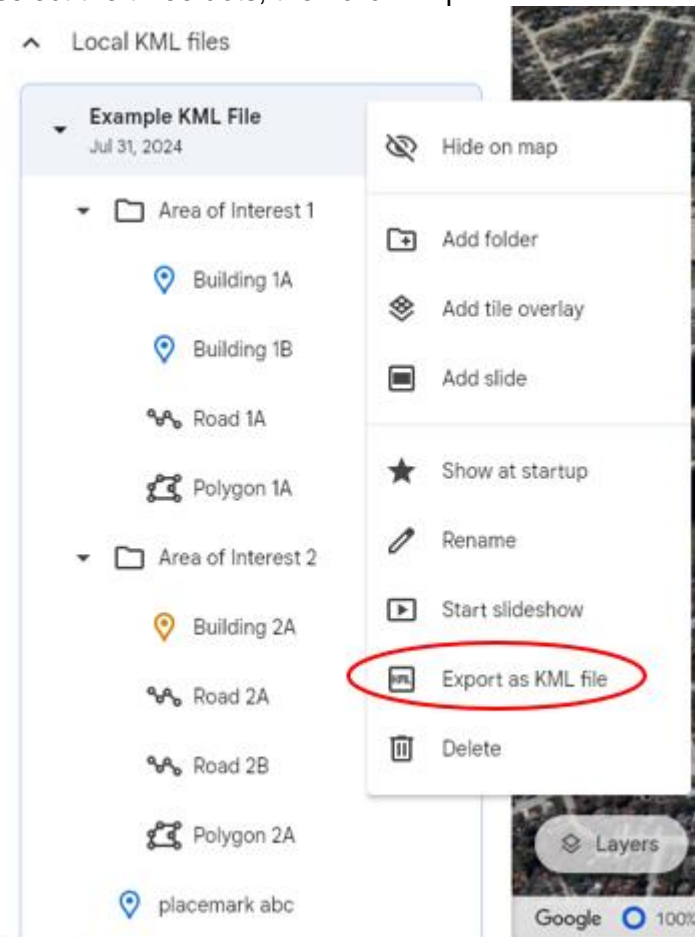 Local KML files
Example KML File
Jul 31, 2024
Area of Interest 1
Building 1A
Building 1B
Road 1A
Polygon 1A
Area of Interest 2
Building 2A
Road 2A
Road 2B
Polygon 2A
placemark abc
Hide on map
Add folder
Add tile overlay
Add slide
Show at startup
Rename
Start slideshow
KML
Export as KML file
Delete
Layers
Google
100%